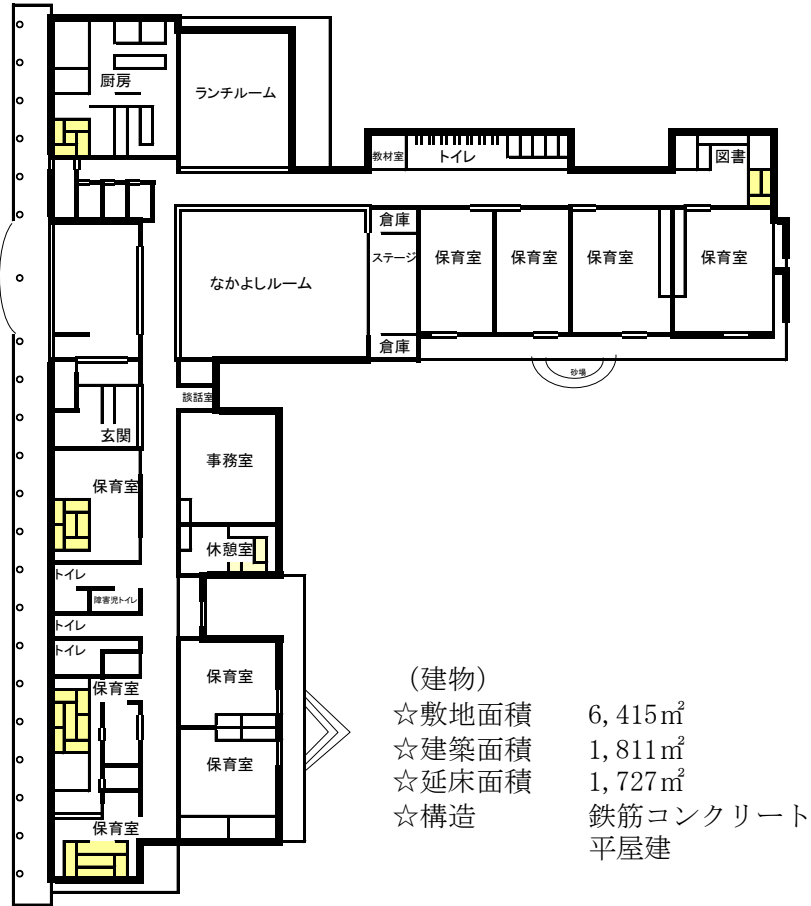 厨房
ランチルーム
教材室
トイレ
図書
なかよしルーム
倉庫
ステージ
倉庫
保育室
保育室
保育室
保育室
砂場
談話室
玄関
事務室
保育室
休憩室
トイレ
障害児トイレ
トイレ
トイレ
保育室
保育室
保育室
保育室
（建物）
☆敷地面積 6,415㎡
☆建築面積 1,811㎡
☆延床面積 1,727㎡
☆構造 鉄筋コンクリート
平屋建